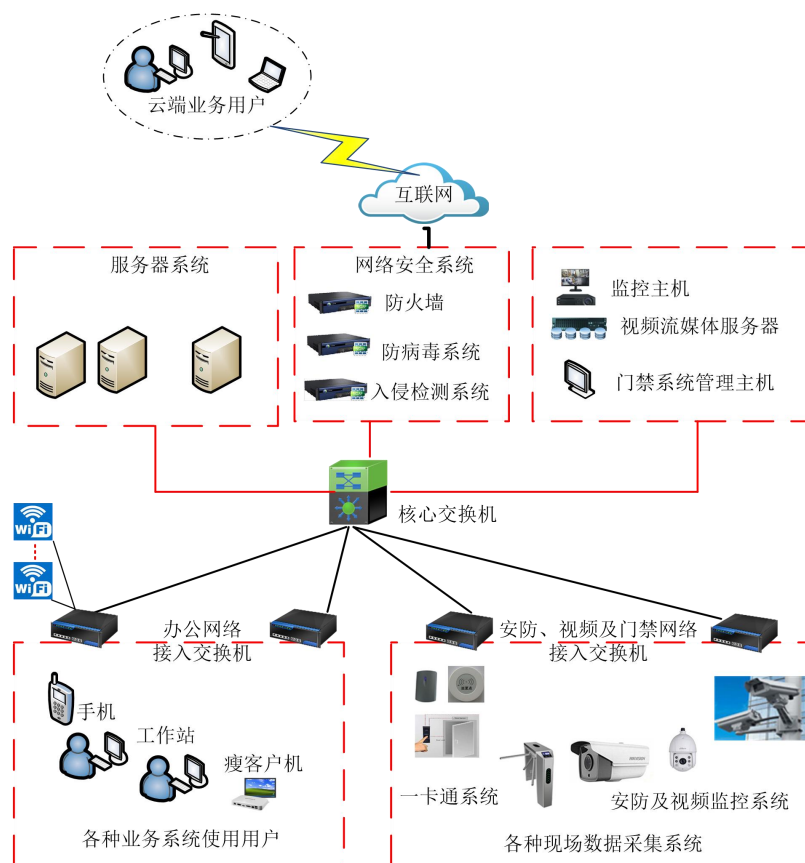 云端业务用户
互联网
服务器系统
网络安全系统
防火墙
防病毒系统
入侵检测系统
监控主机
视频流媒体服务器
门禁系统管理主机
核心交换机
WiFi
WiFi
办公网络
接入交换机
安防、视频及门禁网络
接入交换机
手机
工作站
瘦客户机
各种业务系统使用用户
一卡通系统
安防及视频监控系统
各种现场数据采集系统